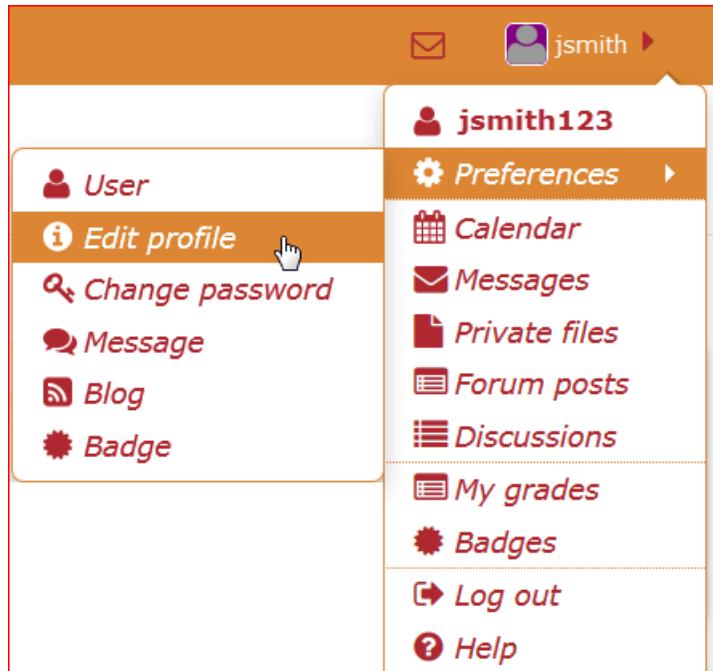 jsmith
jsmith123
Preferences
Calendar
Messages
Private files
Forum posts
Discussions
My grades
Badges
Log out
Help
User
Edit profile
Change password
Message
Blog
Badge